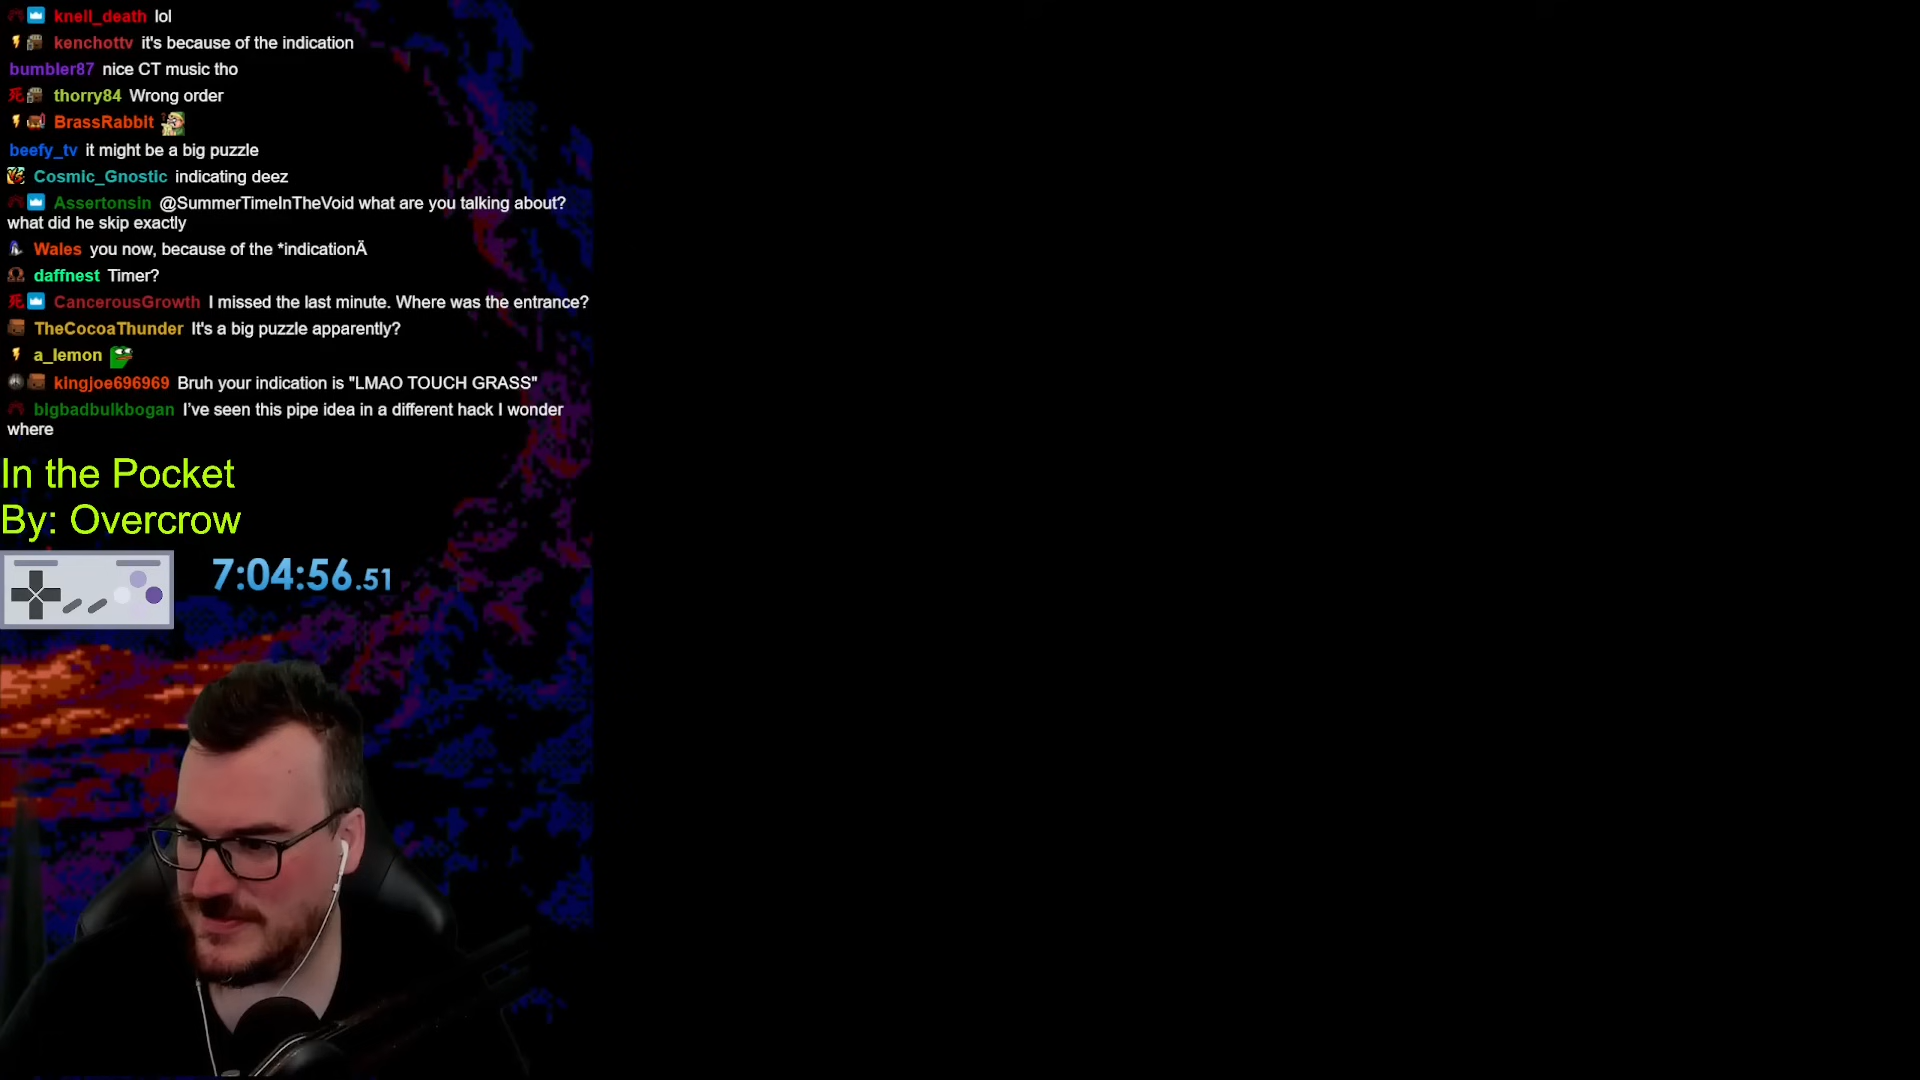 knell_death lol
kenchottv it's because of the indication
bumbler87 nice CT music tho
thorry84 Wrong order
BrassRabbit
beefy_tv it might be a big puzzle
Cosmic_Gnostic indicating deez
Assertonsin @SummerTimeInTheVoid what are you talking about?
what did he skip exactly
Wales you now, because of the *indicationÄ
daffnest Timer?
CancerousGrowth I missed the last minute. Where was the entrance?
TheCocoaThunder It's a big puzzle apparently?
a_lemon
kingjoe696969 Bruh your indication is "LMAO TOUCH GRASS"
bigbadbulkbogan I've seen this pipe idea in a different hack I wonder
where
In the Pocket
By: Overcrow
7:04:56.51